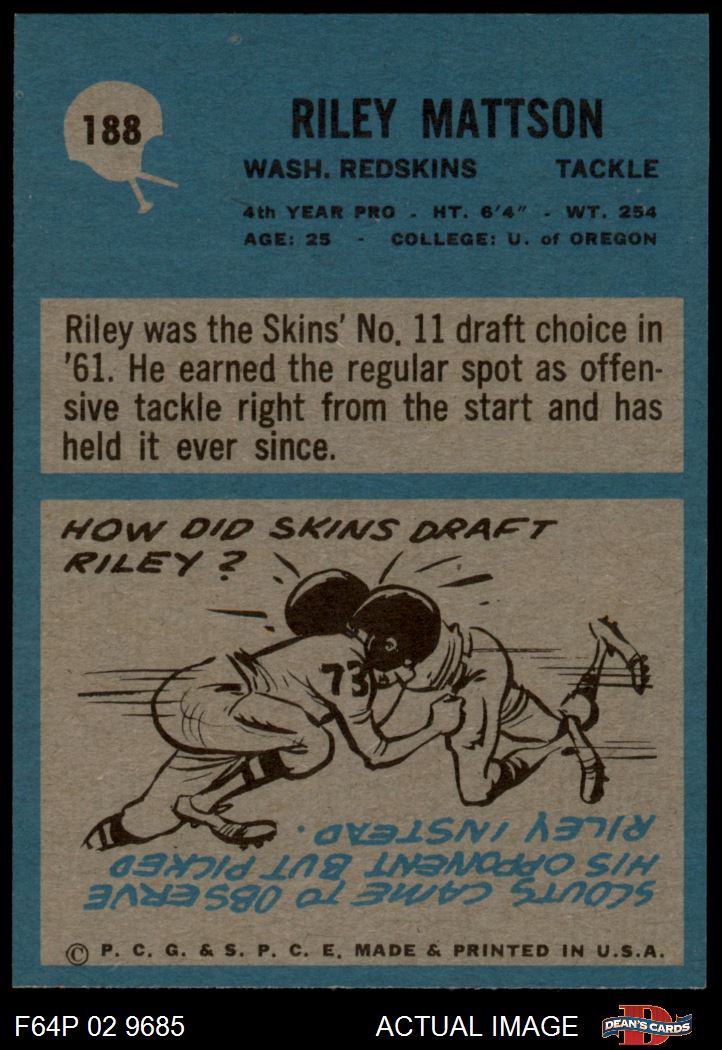 188
RILEY MATTSON
WASH. REDSKINS TACKLE
4th YEAR PRO - HT. 6'4" - WT. 254
AGE: 25 - COLLEGE: U. of OREGON
Riley was the Skins' No. 11 draft choice in
'61. He earned the regular spot as offen-
sive tackle right from the start and has
held it ever since.
HOW DID SKINS DRAFT
RILEY?
73
SCOUTS CAME TO OBSERVE
HIS OPPONENT BUT PICKED
RILEY INSTEAD.
© P. C. G. & S. P. C. E. MADE & PRINTED IN U.S.A.
F64P 02 9685 ACTUAL IMAGE
D
DEAN'S CARDS